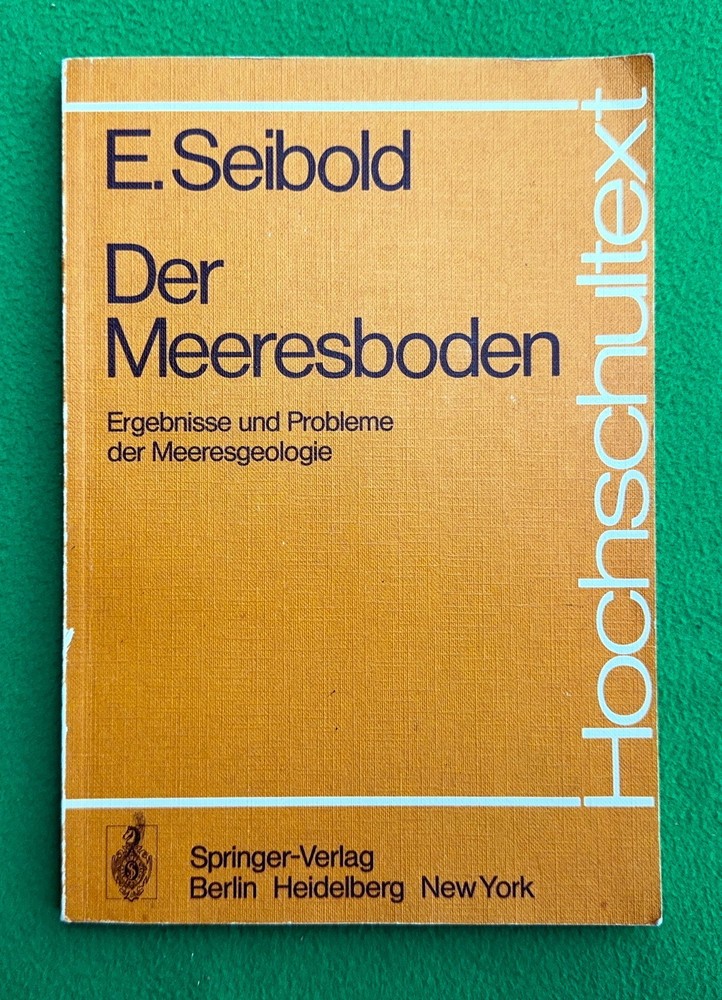 E. Seibold
Der
Meeresboden
Ergebnisse und Probleme
der Meeresgeologie
Hochschultext
Springer-Verlag
Berlin Heidelberg New York